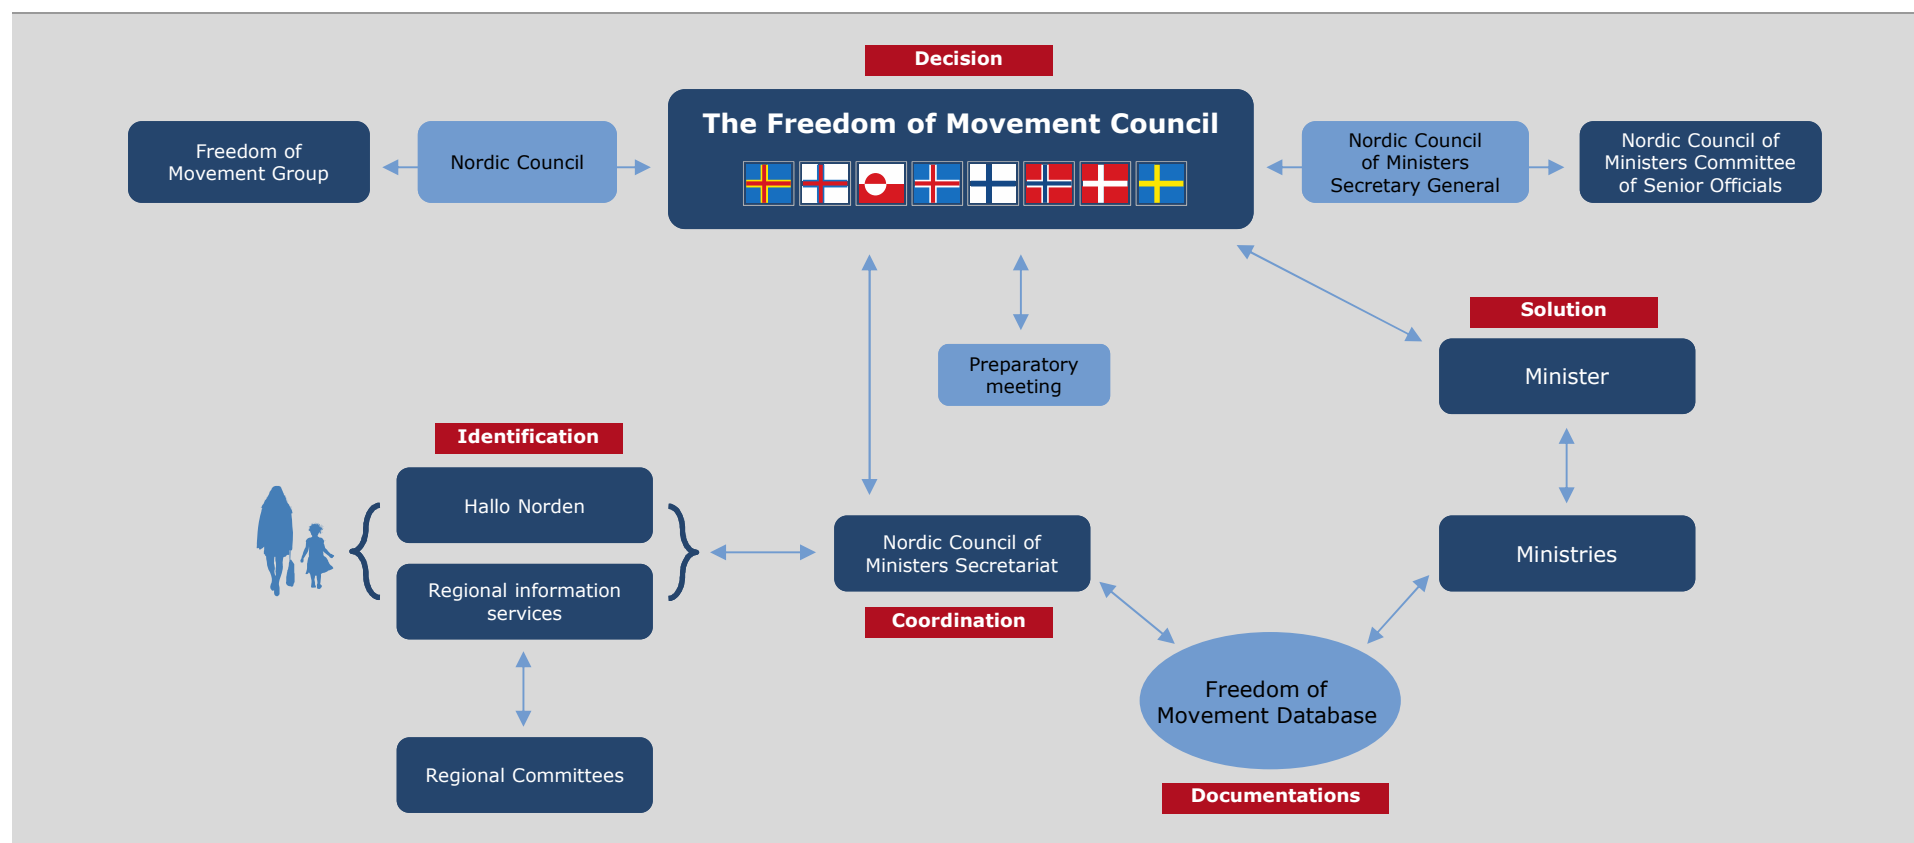 Decision
The Freedom of Movement Council
Freedom of
Movement Group
Nordic Council
Nordic Council
of Ministers
Secretary General
Nordic Council of
Ministers Committee
of Senior Officials
Solution
Minister
Preparatory
meeting
Identification
Hallo Norden
Regional information
services
Nordic Council of
Ministers Secretariat
Coordination
Ministries
Freedom of
Movement Database
Documentations
Regional Committees